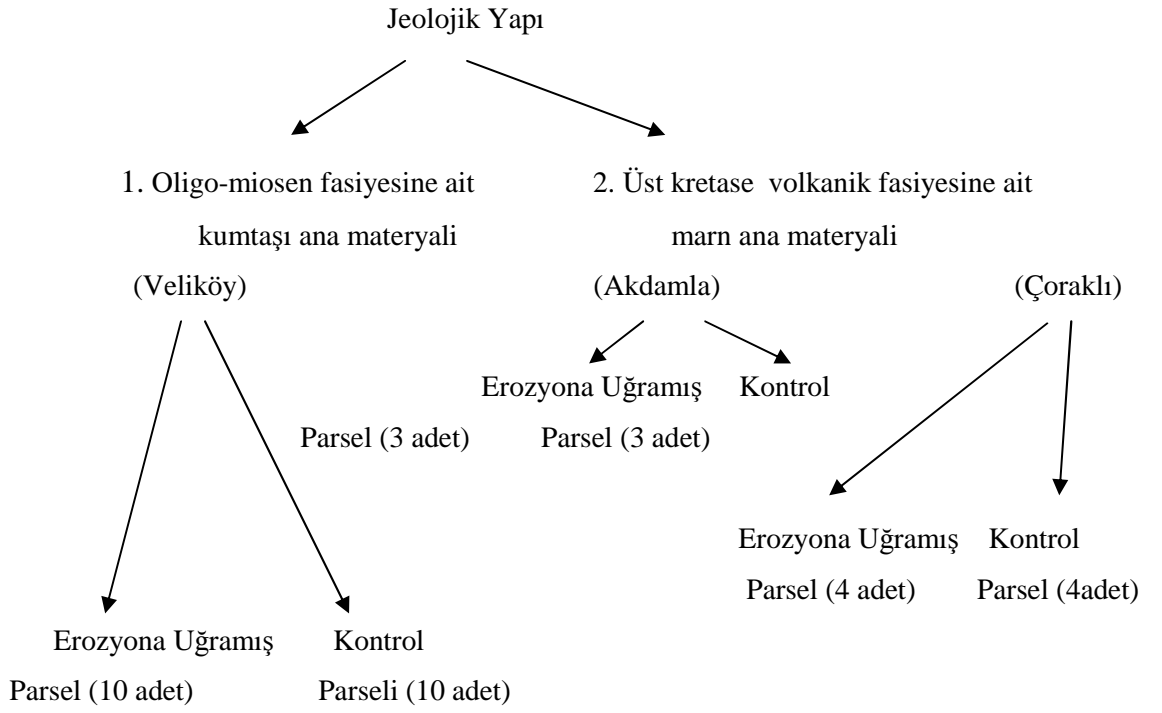 Jeolojik Yapı
1. Oligo-miosen fasiyesine ait
kumtaşı ana materyali
(Veliköy)
2. Üst kretase volkanik fasiyesine ait
marn ana materyali
(Akdamla)
(Çoraklı)
Erozyona Uğramış Kontrol
Parsel (3 adet) Parsel (3 adet)
Erozyona Uğramış Kontrol
Parsel (4 adet) Parsel (4adet)
Erozyona Uğramış Kontrol
Parsel (10 adet) Parseli (10 adet)